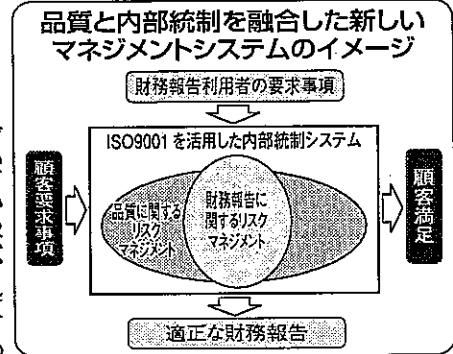 品質と内部統制を融合した新しい
マネジメントシステムのイメージ
財務報告利用者の要求事項
ISO9001を活用した内部統制システム
顧客要求事項
品質に関する
リスク
マネジメント
財務報告に
関するリスク
マネジメント
顧客満足
適正な財務報告